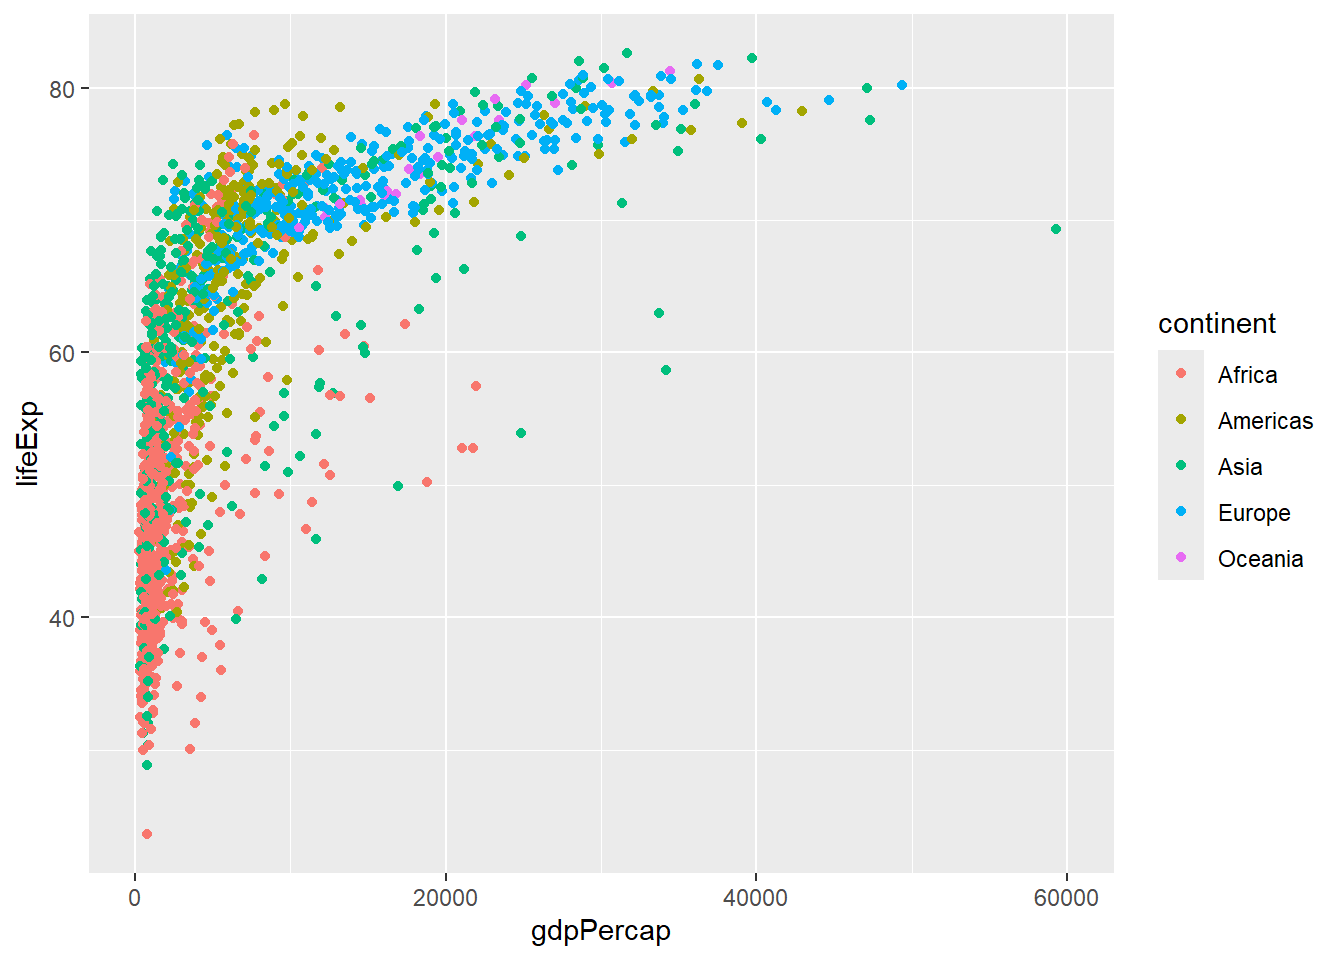 80
60
40
lifeExp
0
20000
40000
60000
gdpPercap
continent
Africa
Americas
Asia
Europe
Oceania